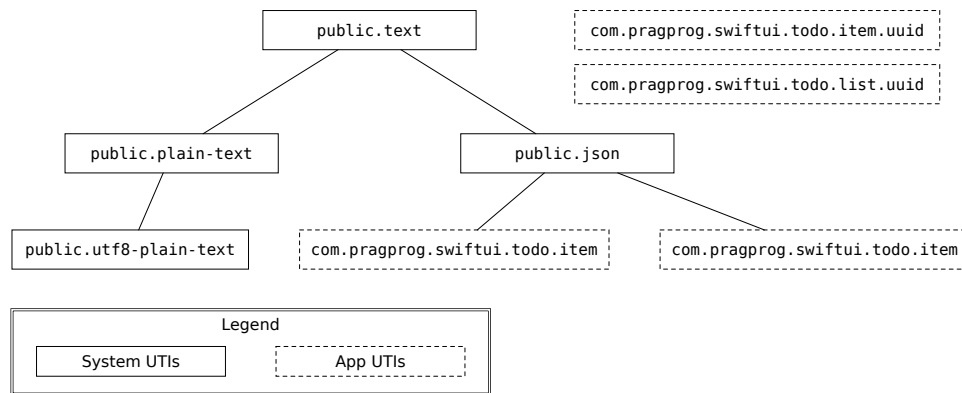 public.text
com.pragprog.swiftui.todo.item.uuid
com.pragprog.swiftui.todo.list.uuid
public.plain-text
public.json
public.utf8-plain-text
com.pragprog.swiftui.todo.item
com.pragprog.swiftui.todo.item
Legend
System UTIs
App UTIs